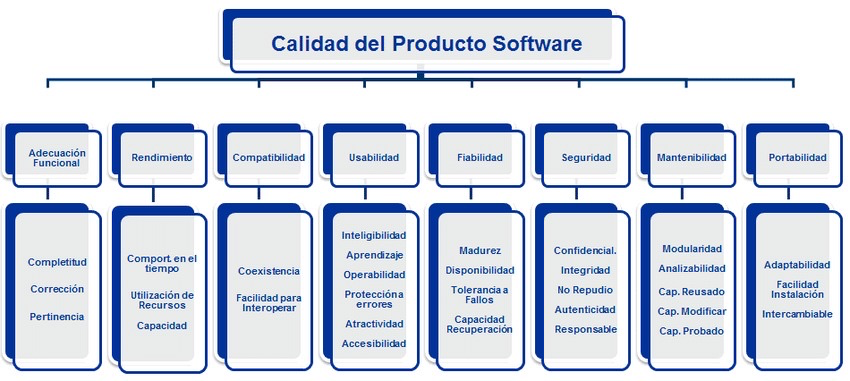 Calidad del Producto Software
Adecuación
Funcional
Rendimiento
Compatibilidad
Usabilidad
Fiabilidad
Seguridad
Mantenibilidad
Portabilidad
Completitud
Corrección
Pertinencia
Comport. en el
tiempo
Utilización de
Recursos
Capacidad
Coexistencia
Facilidad para
Interoperar
Inteligibilidad
Aprendizaje
Operabilidad
Protección a
errores
Atractividad
Accesibilidad
Madurez
Disponibilidad
Tolerancia a
Fallos
Capacidad
Recuperación
Confidencial.
Integridad
No Repudio
Autenticidad
Responsable
Modularidad
Analizabilidad
Cap. Reusado
Cap. Modificar
Cap. Probado
Adaptabilidad
Facilidad
Instalación
Intercambiable